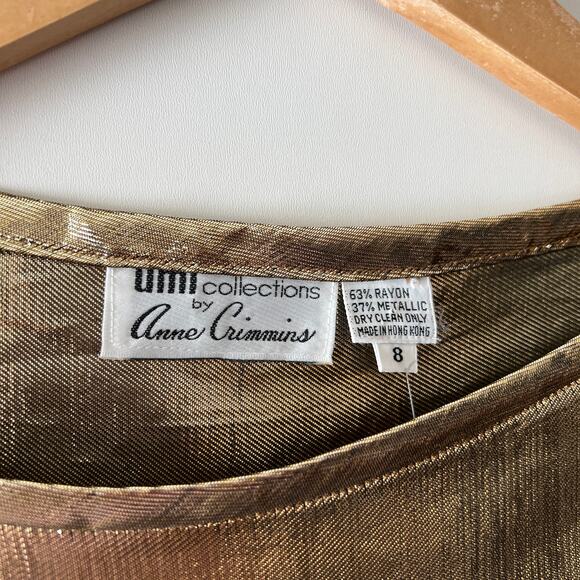 umi collections
by
Anne Crimmins
63% RAYON
37% METALLIC
DRY CLEAN ONLY
MADE IN HONG KONG
8